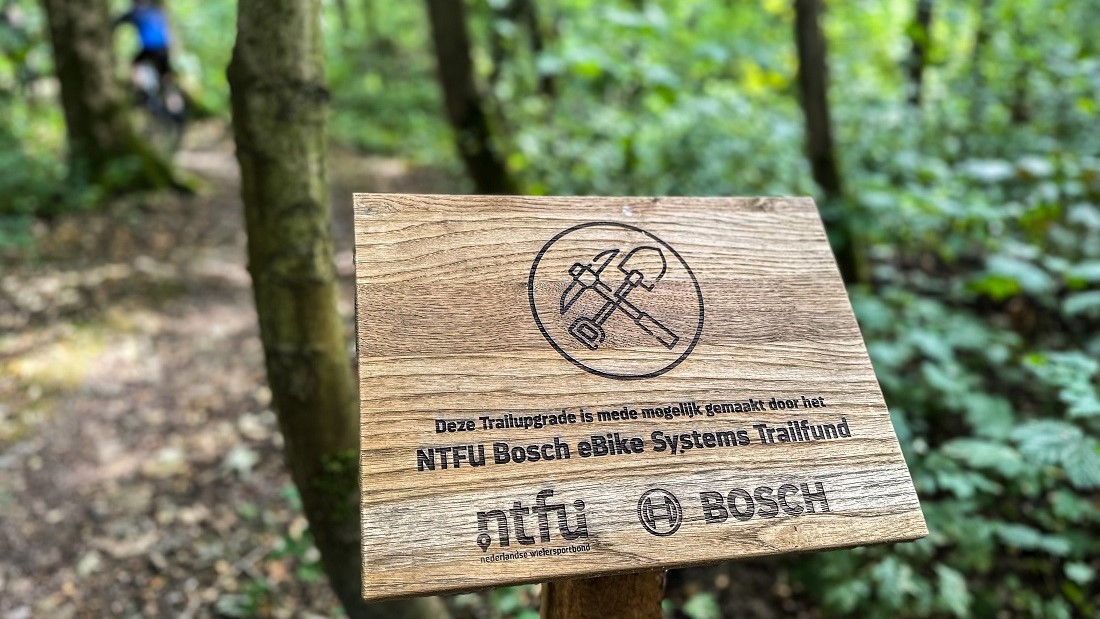 Deze Trailupgrade is mede mogelijk gemaakt door het
NTFU Bosch eBike Systems Trailfund
ntfu
nederlandse wielersportbond
BOSCH